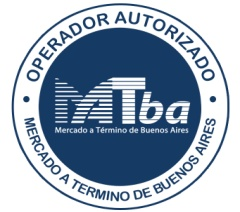 OPERADOR AUTORIZADO
MATba
Mercado a Término de Buenos Aires
MERCADO A TERMINO DE BUENOS AIRES